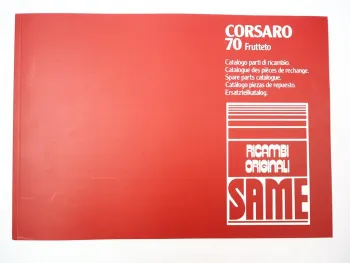 CORSARO
70 Frutteto
Catalogo parti di ricambio.
Catalogue des pièces de rechange.
Spare parts catalogue.
Catálogo piezas de repuesto.
Ersatzteilkatalog.
RICAMBI
ORIGINALI
SAME